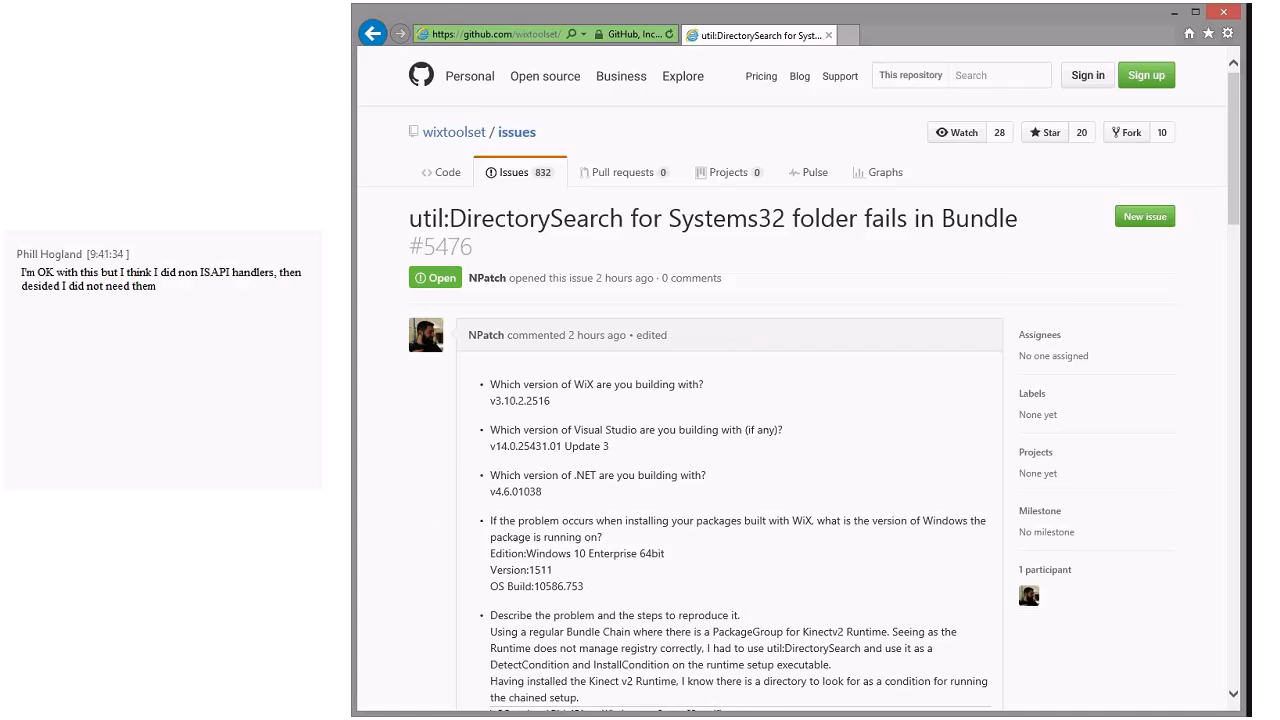 https://github.com/wixtoolset/
GitHub, Inc...
util:DirectorySearch for Syst...
Personal Open source Business Explore Pricing Blog Support This repository Search Sign in Sign up
wixtoolset / issues
Watch 28 Star 20 Fork 10
Code Issues 832 Pull requests 0 Projects 0 Pulse Graphs
util:DirectorySearch for Systems32 folder fails in Bundle
#5476
New issue
Open NPatch opened this issue 2 hours ago · 0 comments
Phill Hogland [9:41:34 ]
I'm OK with this but I think I did non ISAPI handlers, then
desided I did not need them
NPatch commented 2 hours ago • edited
• Which version of WiX are you building with?
v3.10.2.2516
• Which version of Visual Studio are you building with (if any)?
v14.0.25431.01 Update 3
• Which version of .NET are you building with?
v4.6.01038
• If the problem occurs when installing your packages built with WiX, what is the version of Windows the
package is running on?
Edition:Windows 10 Enterprise 64bit
Version:1511
OS Build:10586.753
• Describe the problem and the steps to reproduce it.
Using a regular Bundle Chain where there is a PackageGroup for Kinectv2 Runtime. Seeing as the
Runtime does not manage registry correctly, I had to use util:DirectorySearch and use it as a
DetectCondition and InstallCondition on the runtime setup executable.
Having installed the Kinect v2 Runtime, I know there is a directory to look for as a condition for running
the chained setup.
Assignees
No one assigned
Labels
None yet
Projects
None yet
Milestone
No milestone
1 participant